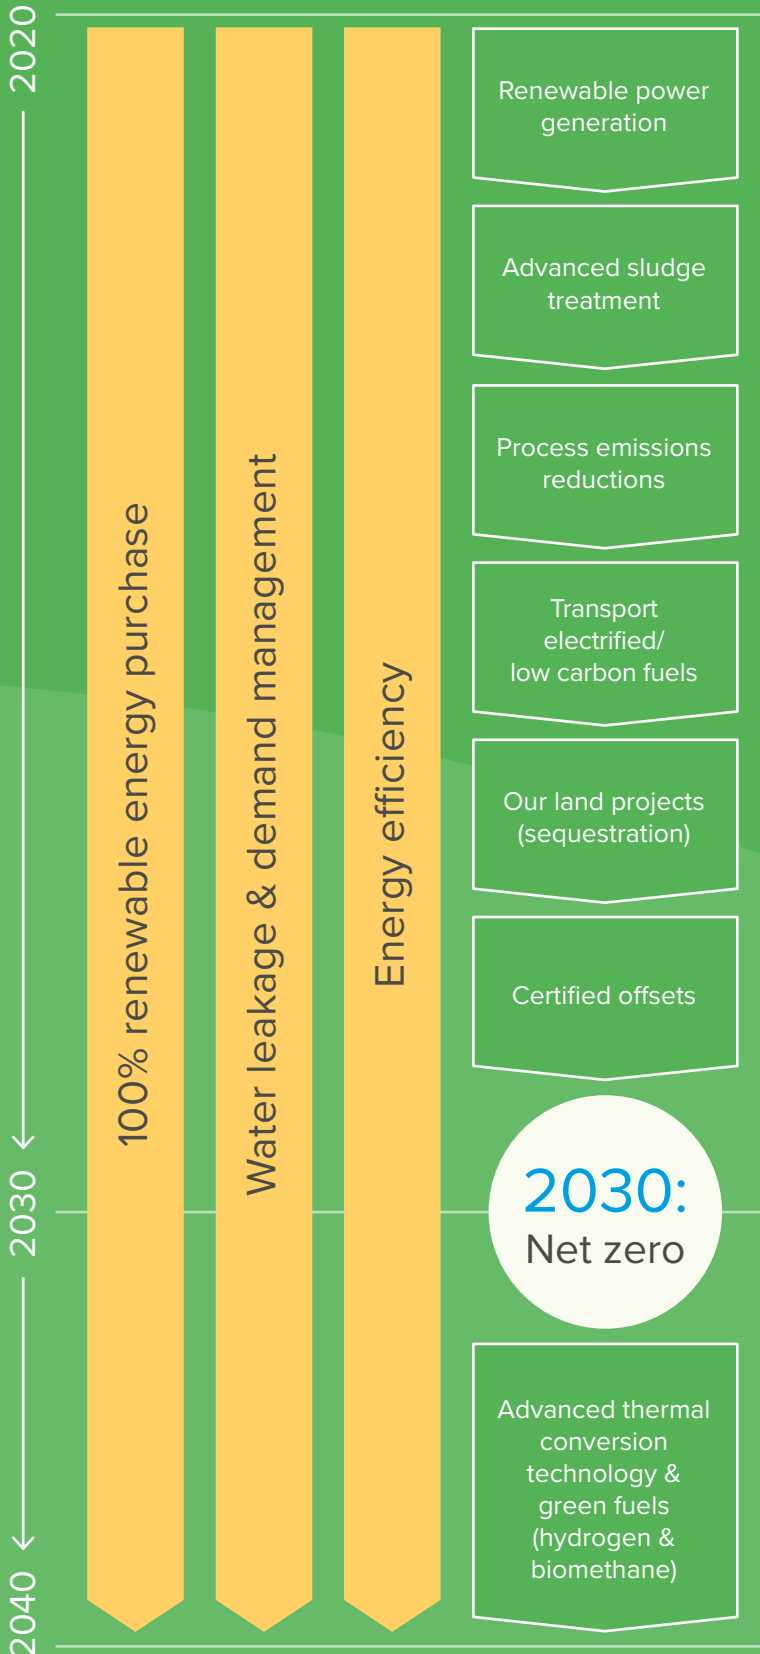 2020
2030
2040
100% renewable energy purchase
Water leakage & demand management
Energy efficiency
Renewable power
generation
Advanced sludge
treatment
Process emissions
reductions
Transport
electrified/
low carbon fuels
Our land projects
(sequestration)
Certified offsets
2030:
Net zero
Advanced thermal
conversion
technology &
green fuels
(hydrogen &
biomethane)